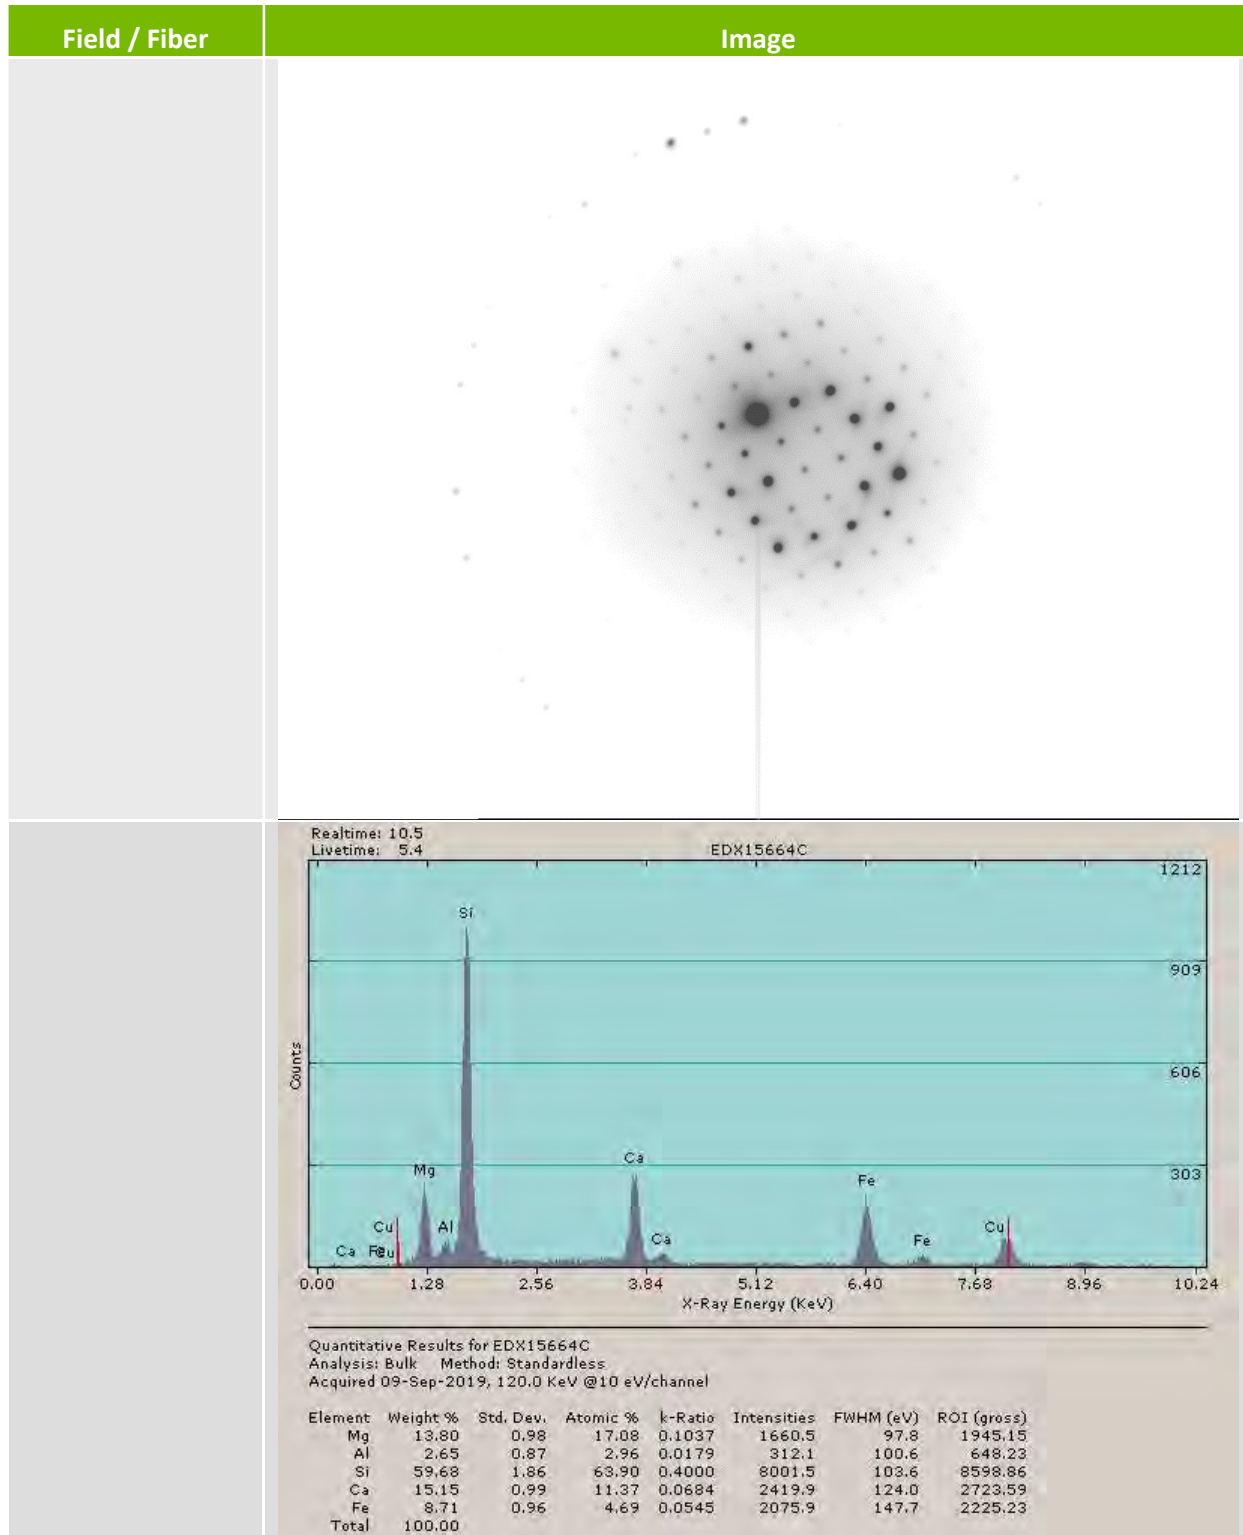 Field / Fiber Image
Realtime: 10.5
Livetime: 5.4 EDX15664C
1212
Si
909
Counts
606
Ca
303
Mg
Fe
Cu Al Cu
Ca Fe
Ca Fe Cu
0.00 1.28 2.56 3.84 5.12 6.40 7.68 8.96 10.24
X-Ray Energy (KeV)
Quantitative Results for EDX15664C
Analysis: Bulk Method: Standardless
Acquired 09-Sep-2019, 120.0 KeV @10 eV/channel
Element Weight % Std. Dev. Atomic % k-Ratio Intensities FWHM (eV) ROI (gross)
Mg 13.80 0.98 17.08 0.1037 1660.5 97.8 1945.15
Al 2.65 0.87 2.96 0.0179 312.1 100.6 648.23
Si 59.68 1.86 63.90 0.4000 8001.5 103.6 8598.86
Ca 15.15 0.99 11.37 0.0684 2419.9 124.0 2723.59
Fe 8.71 0.96 4.69 0.0545 2075.9 147.7 2225.23
Total 100.00